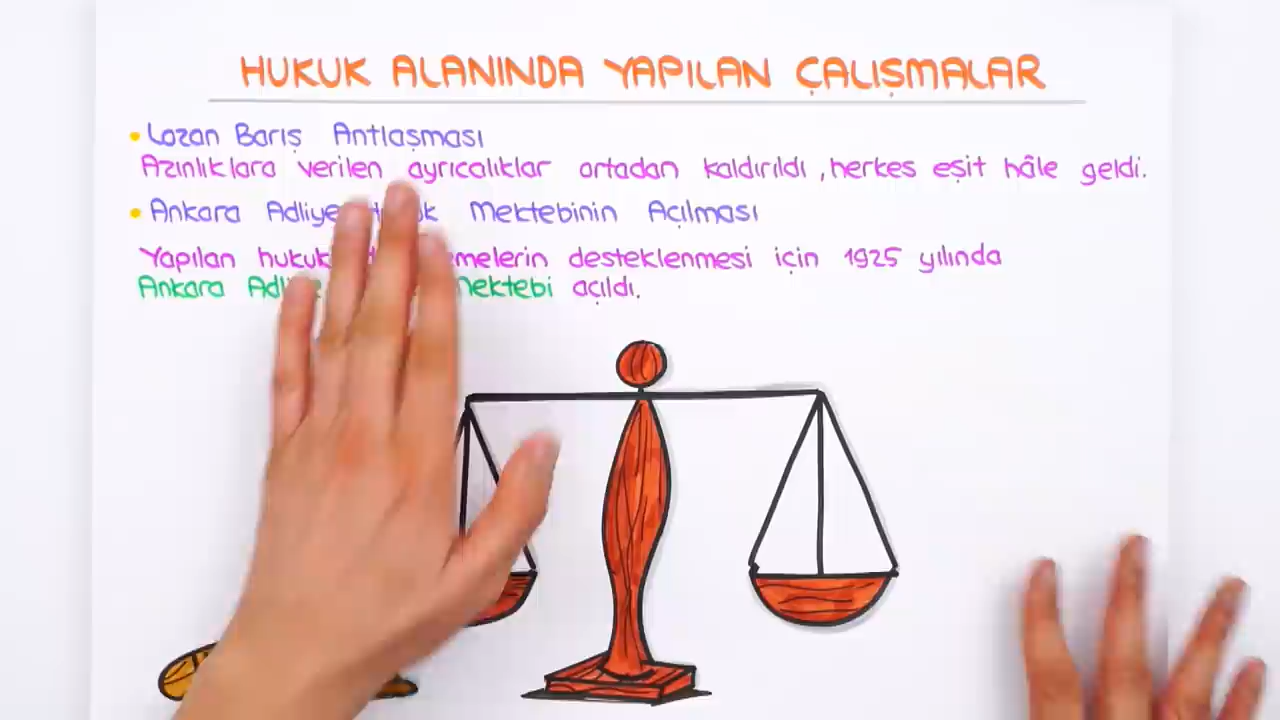 HUKUK ALANINDA YAPILAN ÇALIŞMALAR
• Lozan Barış Antlaşması
Azınlıklara verilen ayrıcalıklar ortadan kaldırıldı, herkes eşit hâle geldi.
• Ankara Adliye Mektebinin Açılması
Yapılan desteklenmesi için 1925 yılında
Ankara Mektebi açıldı.